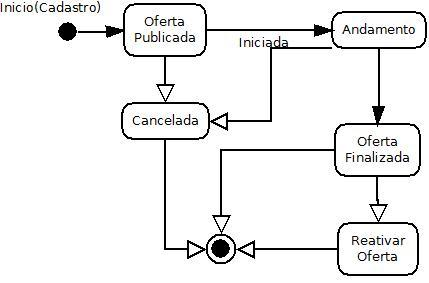 Inicio(Cadastro)
Oferta
Publicada
Iniciada
Andamento
Cancelada
Oferta
Finalizada
Reativar
Oferta